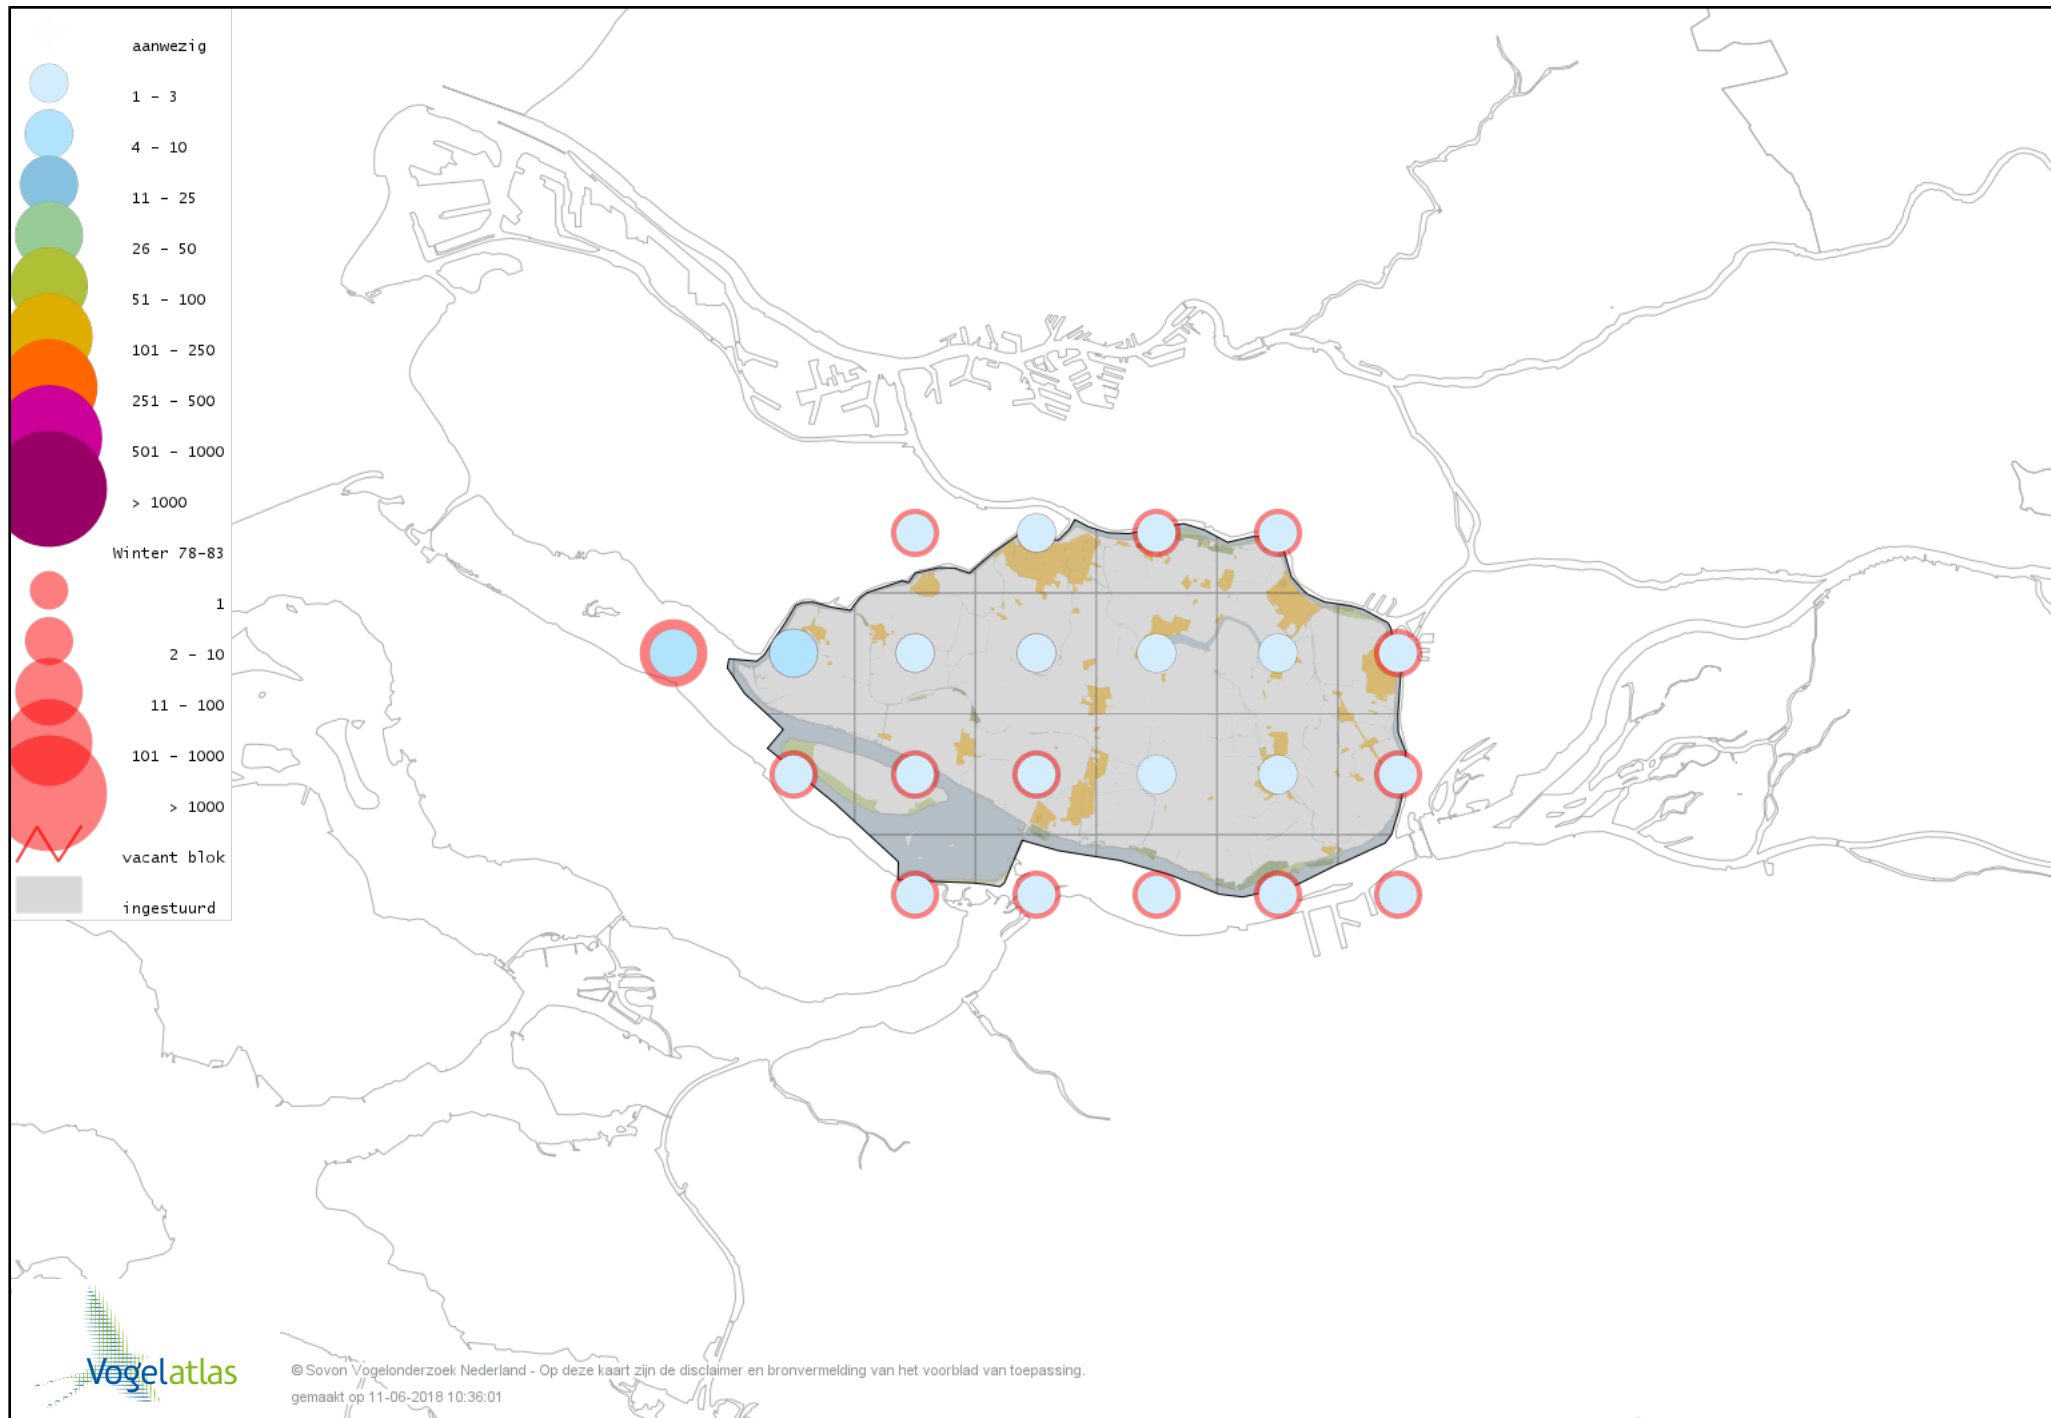 aanwezig
1 - 3
4 - 10
11 - 25
26 - 50
51 - 100
101 - 250
251 - 500
501 - 1000
> 1000
Winter 78-83
1
2 - 10
11 - 100
101 - 1000
> 1000
vacant blok
ingestuurd
Vogelatlas
© Sovon Vogelonderzoek Nederland - Op deze kaart zijn de disclaimer en bronvermelding van het voorblad van toepassing.
gemaakt op 11-06-2018 10:36:01